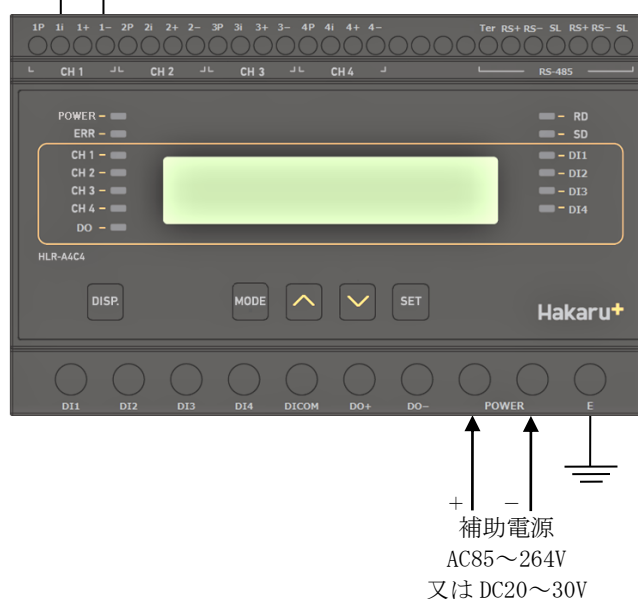 1P 1i 1+ 1− 2P 2i 2+ 2− 3P 3i 3+ 3− 4P 4i 4+ 4− Ter RS+ RS− SL RS+ RS− SL
CH 1 CH 2 CH 3 CH 4 RS-485
POWER RD
ERR SD
CH 1 DI1
CH 2 DI2
CH 3 DI3
CH 4 DI4
DO
HLR-A4C4
DISP. MODE SET
Hakaru+
DI1 DI2 DI3 DI4 DICOM DO+ DO− POWER E
+ −
補助電源
AC85～264V
又は DC20～30V